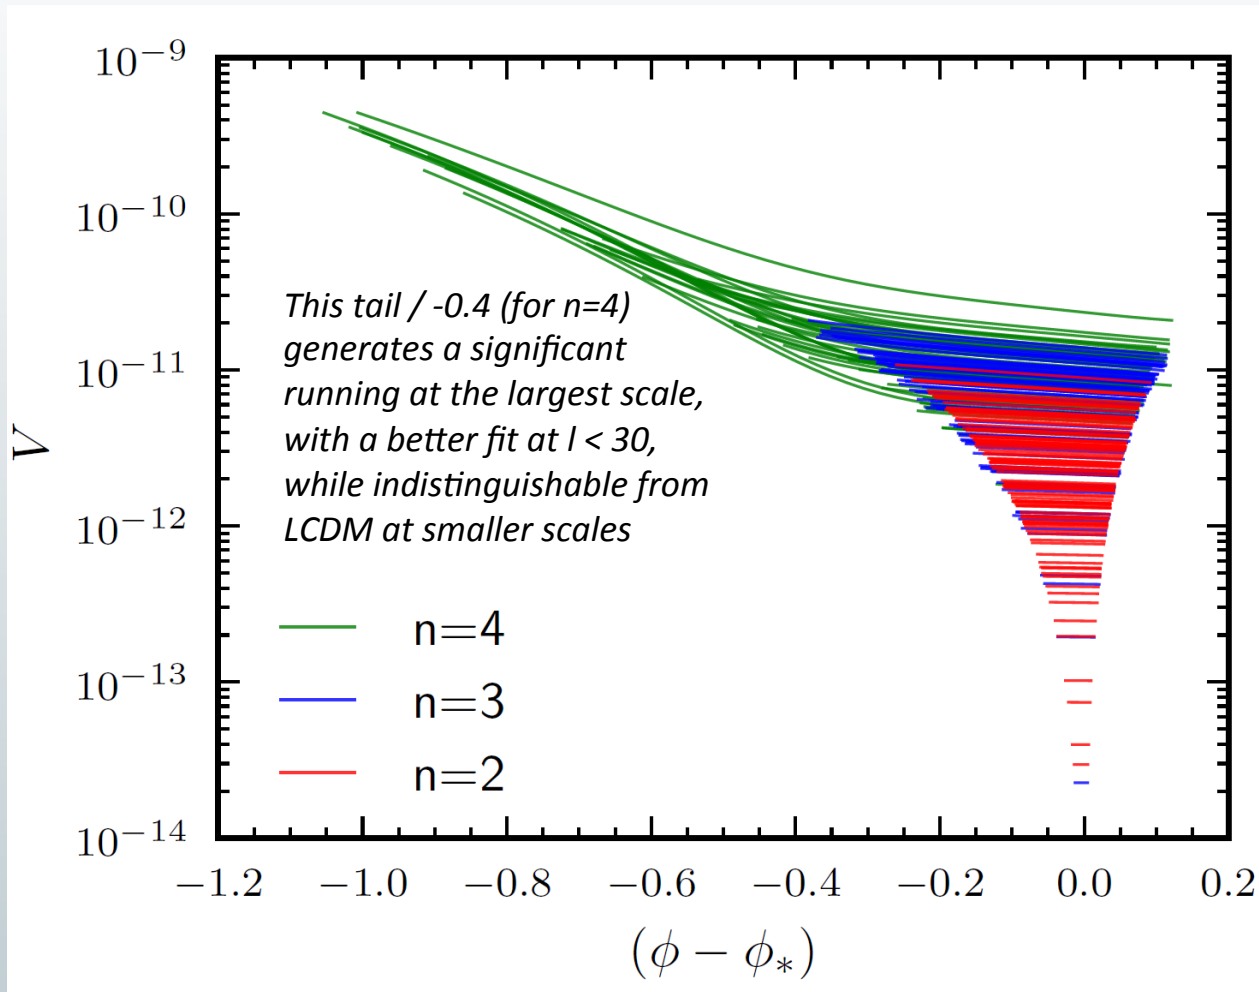 10−9
10−10
This tail / -0.4 (for n=4)
generates a significant
running at the largest scale,
with a better fit at l < 30,
while indistinguishable from
LCDM at smaller scales
10−11
V
10−12
n=4
10−13
n=3
n=2
10−14
−1.2 −1.0 −0.8 −0.6 −0.4 −0.2 0.0 0.2
(ϕ − ϕ*)